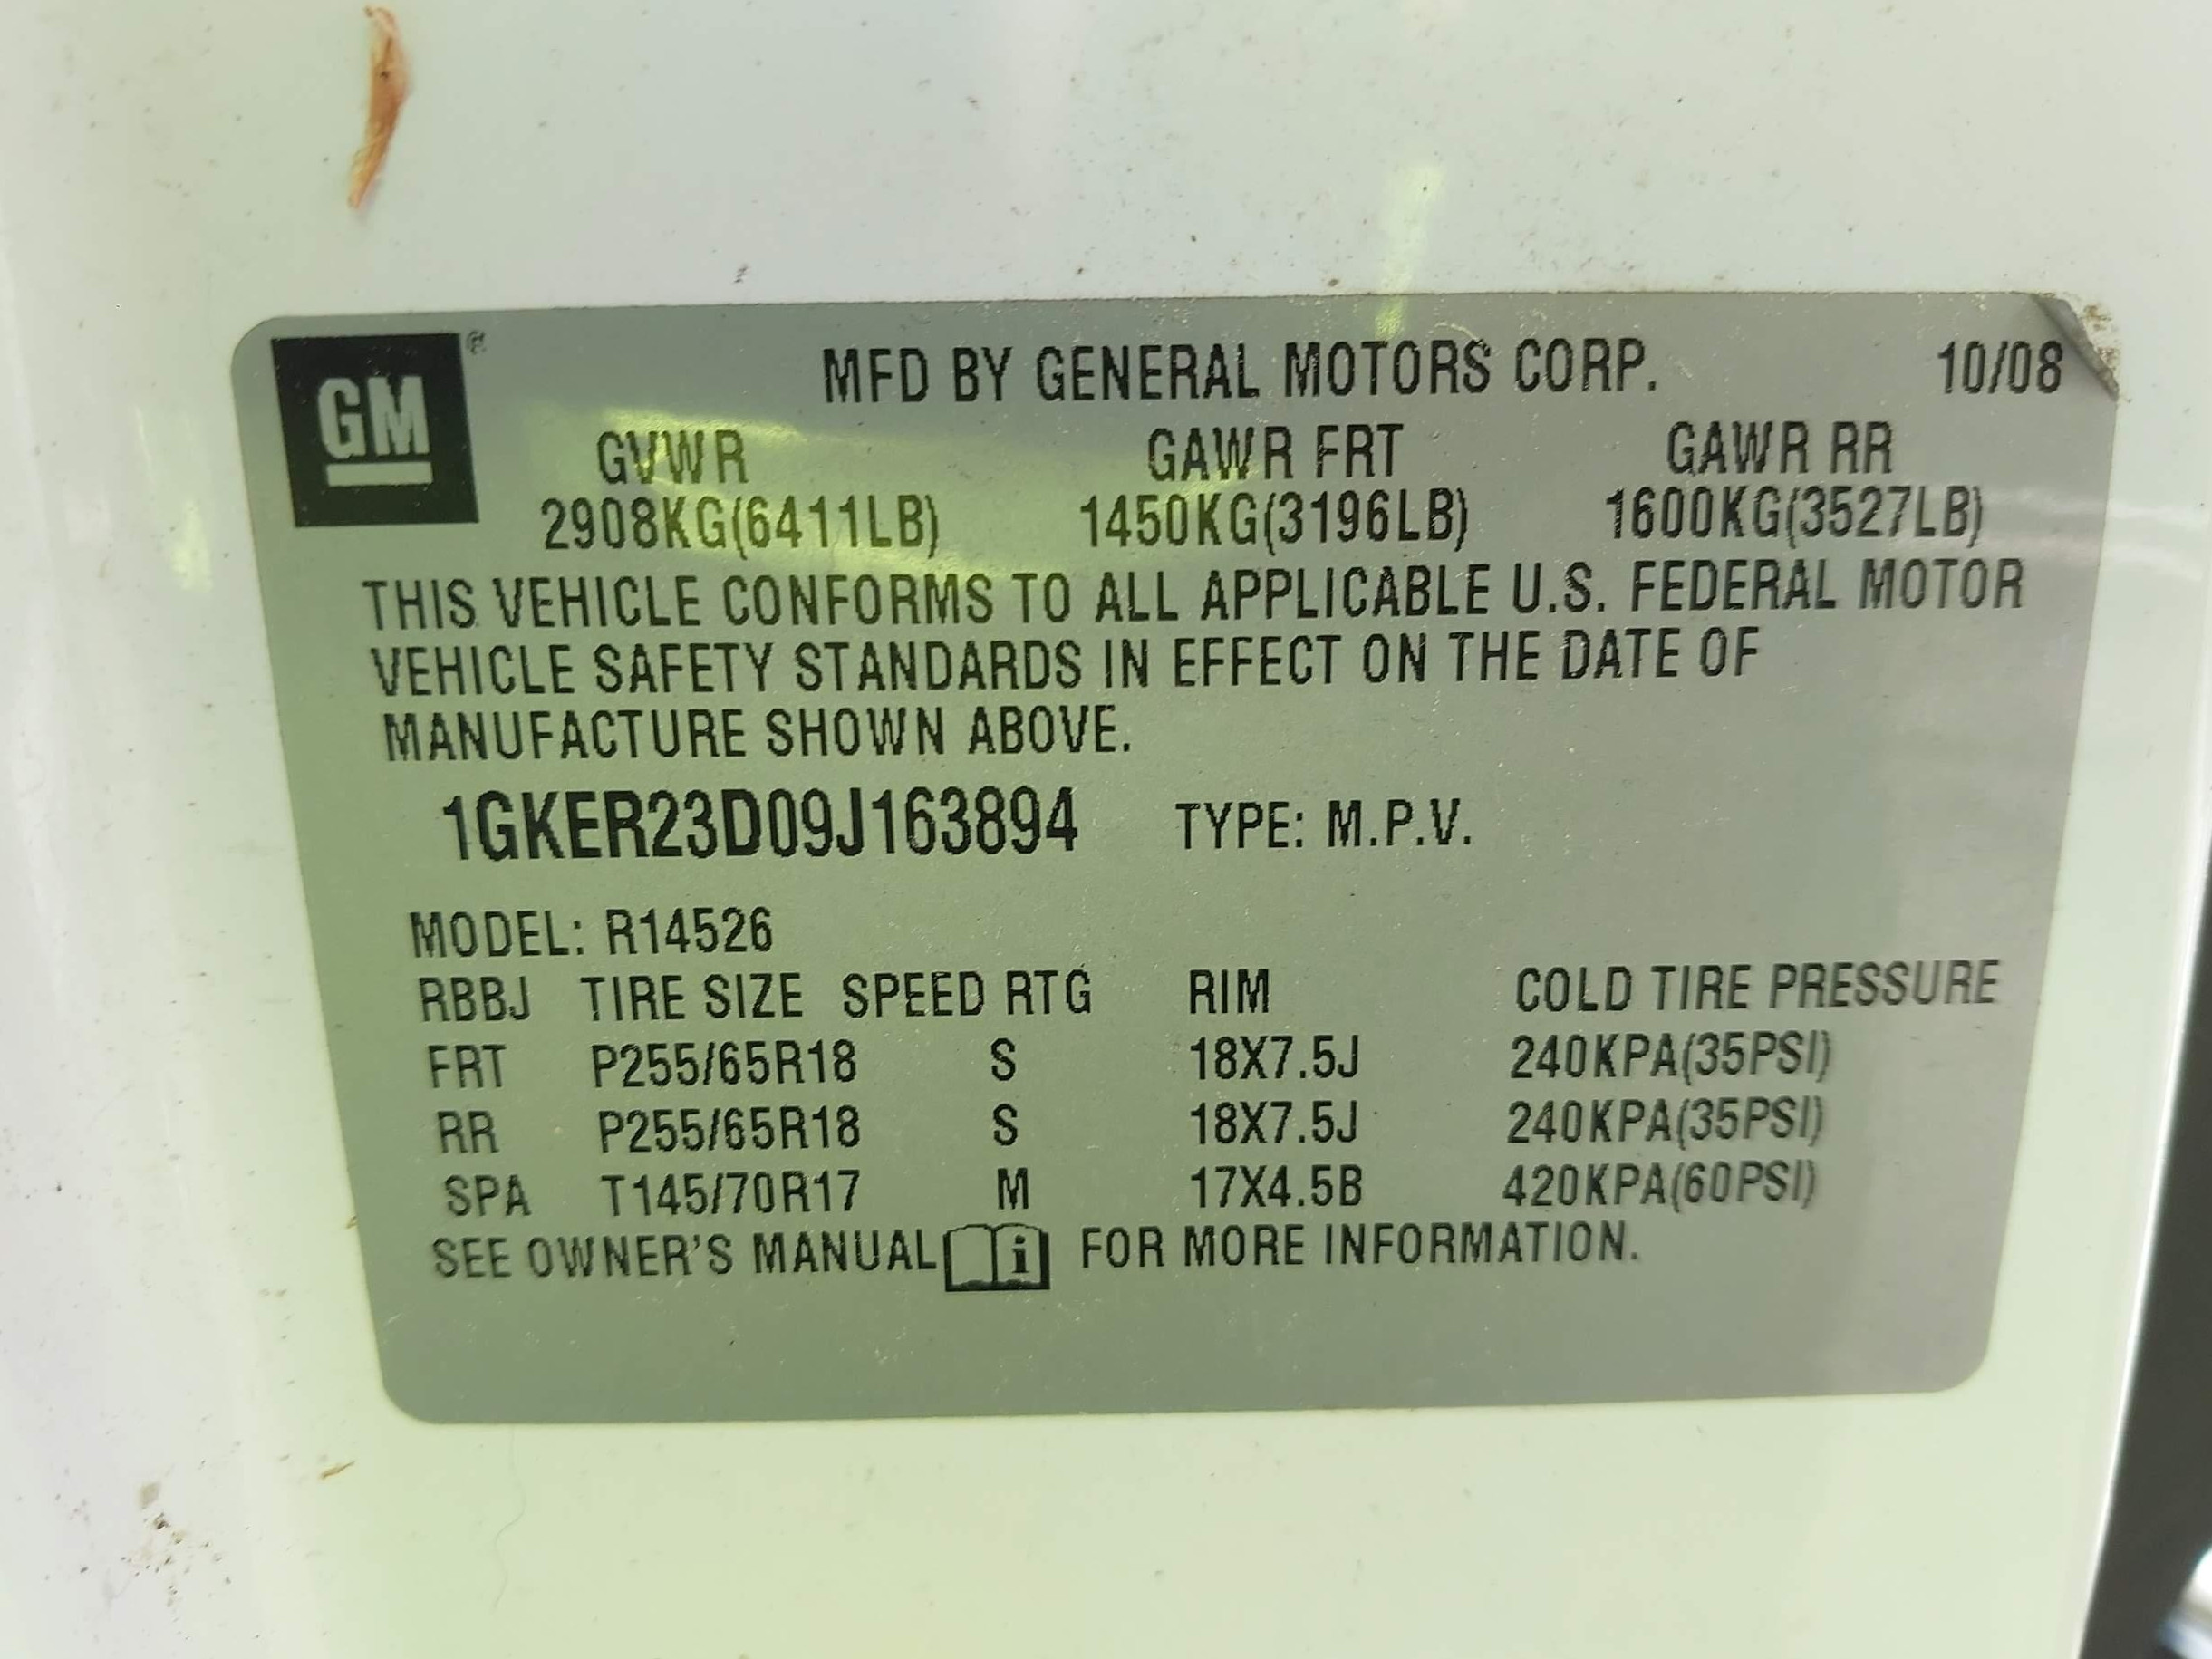 GM ®
MFD BY GENERAL MOTORS CORP. 10/08
GVWR GAWR FRT GAWR RR
2908KG(6411LB) 1450KG(3196LB) 1600KG(3527LB)
THIS VEHICLE CONFORMS TO ALL APPLICABLE U.S. FEDERAL MOTOR
VEHICLE SAFETY STANDARDS IN EFFECT ON THE DATE OF
MANUFACTURE SHOWN ABOVE.
1GKER23D09J163894 TYPE: M.P.V.
MODEL: R14526
RBBJ TIRE SIZE SPEED RTG RIM COLD TIRE PRESSURE
FRT P255/65R18 S 18X7.5J 240KPA(35PSI)
RR P255/65R18 S 18X7.5J 240KPA(35PSI)
SPA T145/70R17 M 17X4.5B 420KPA(60PSI)
SEE OWNER'S MANUAL i FOR MORE INFORMATION.